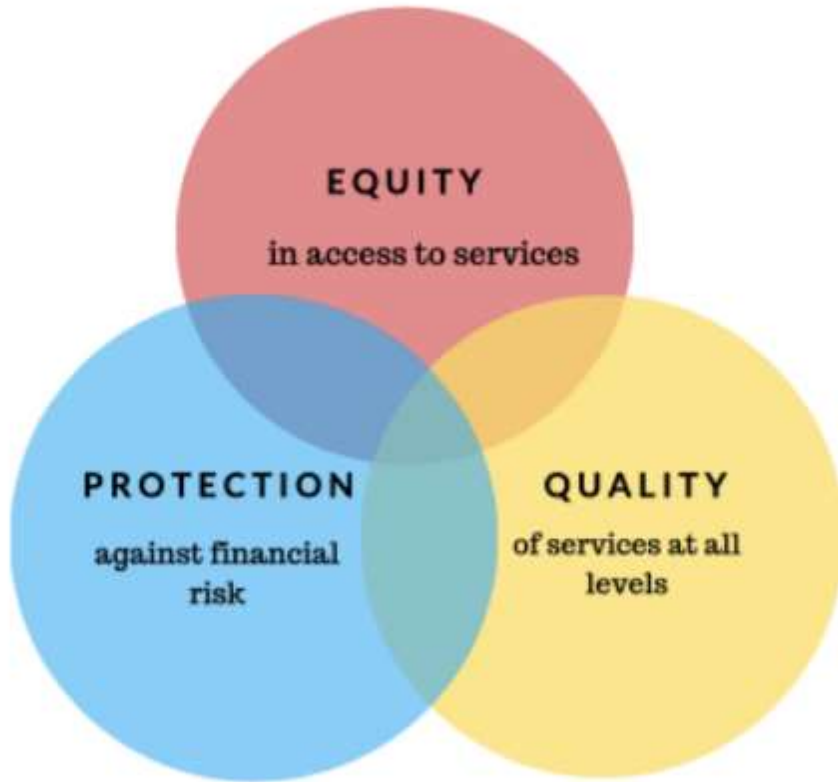 EQUITY
in access to services
PROTECTION
against financial
risk
QUALITY
of services at all
levels